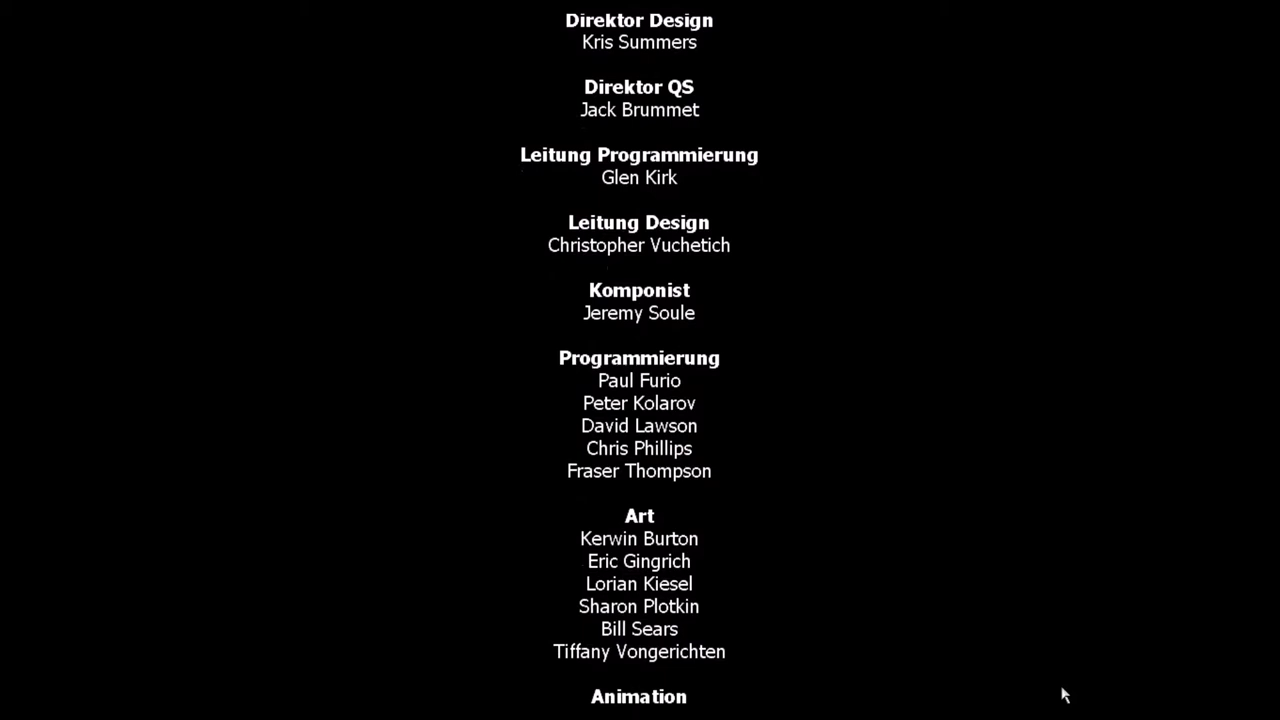 Direktor Design
Kris Summers
Direktor QS
Jack Brummet
Leitung Programmierung
Glen Kirk
Leitung Design
Christopher Vuchetich
Komponist
Jeremy Soule
Programmierung
Paul Furio
Peter Kolarov
David Lawson
Chris Phillips
Fraser Thompson
Art
Kerwin Burton
Eric Gingrich
Lorian Kiesel
Sharon Plotkin
Bill Sears
Tiffany Vongerichten
Animation